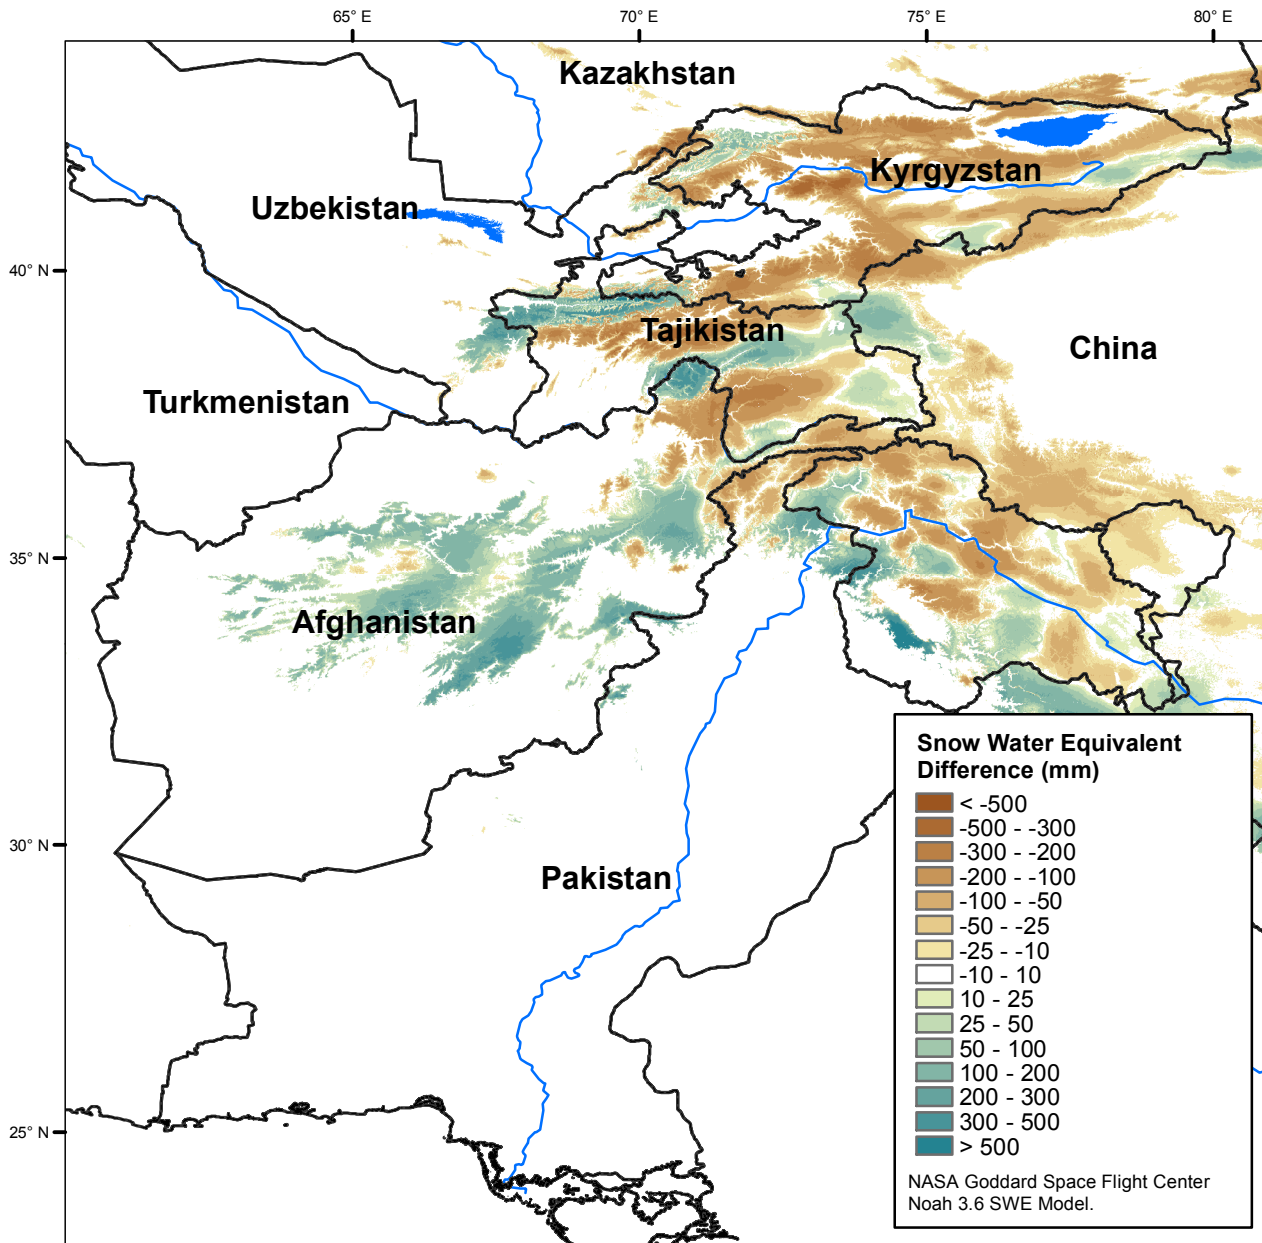 65° E
70° E
75° E
80° E
Kazakhstan
Kyrgyzstan
Uzbekistan
40° N
Tajikistan
China
Turkmenistan
35° N
Afghanistan
Snow Water Equivalent
Difference (mm)
< -500
-500 - -300
-300 - -200
-200 - -100
-100 - -50
-50 - -25
-25 - -10
-10 - 10
10 - 25
25 - 50
50 - 100
100 - 200
200 - 300
300 - 500
> 500
NASA Goddard Space Flight Center
Noah 3.6 SWE Model.
30° N
Pakistan
25° N